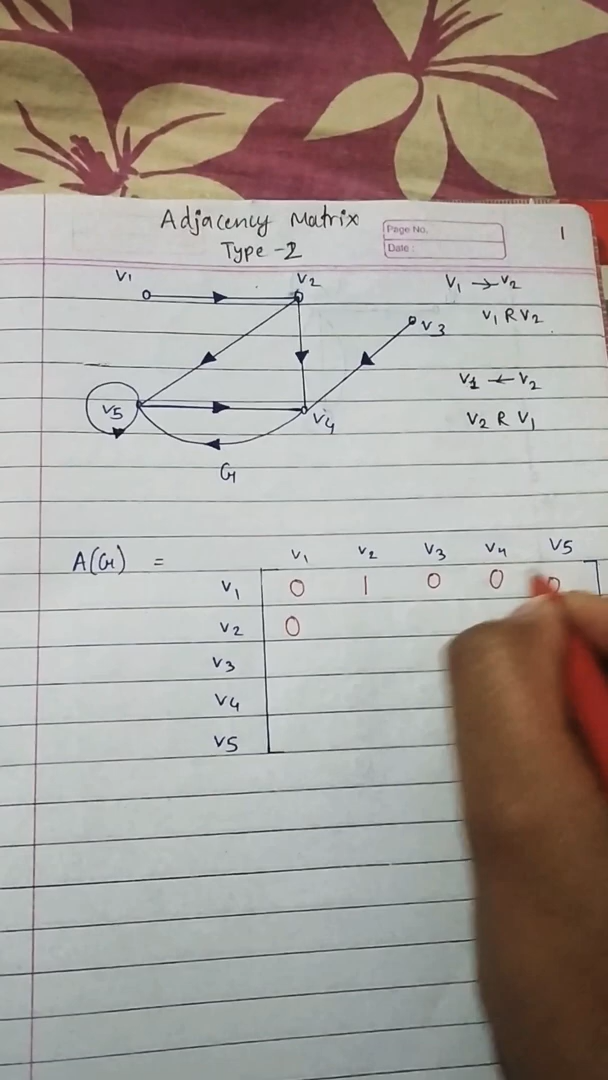 Adjacency Matrix
Type -2
Page No.
Date :
1
V1
V2
V1 → V2
V3
V1 R V2
V1 ← V2
V5
V4
V2 R V1
G
A(G) =
V1 V2 V3 V4 V5
V1 0 1 0 0 0
V2 0
V3
V4
V5